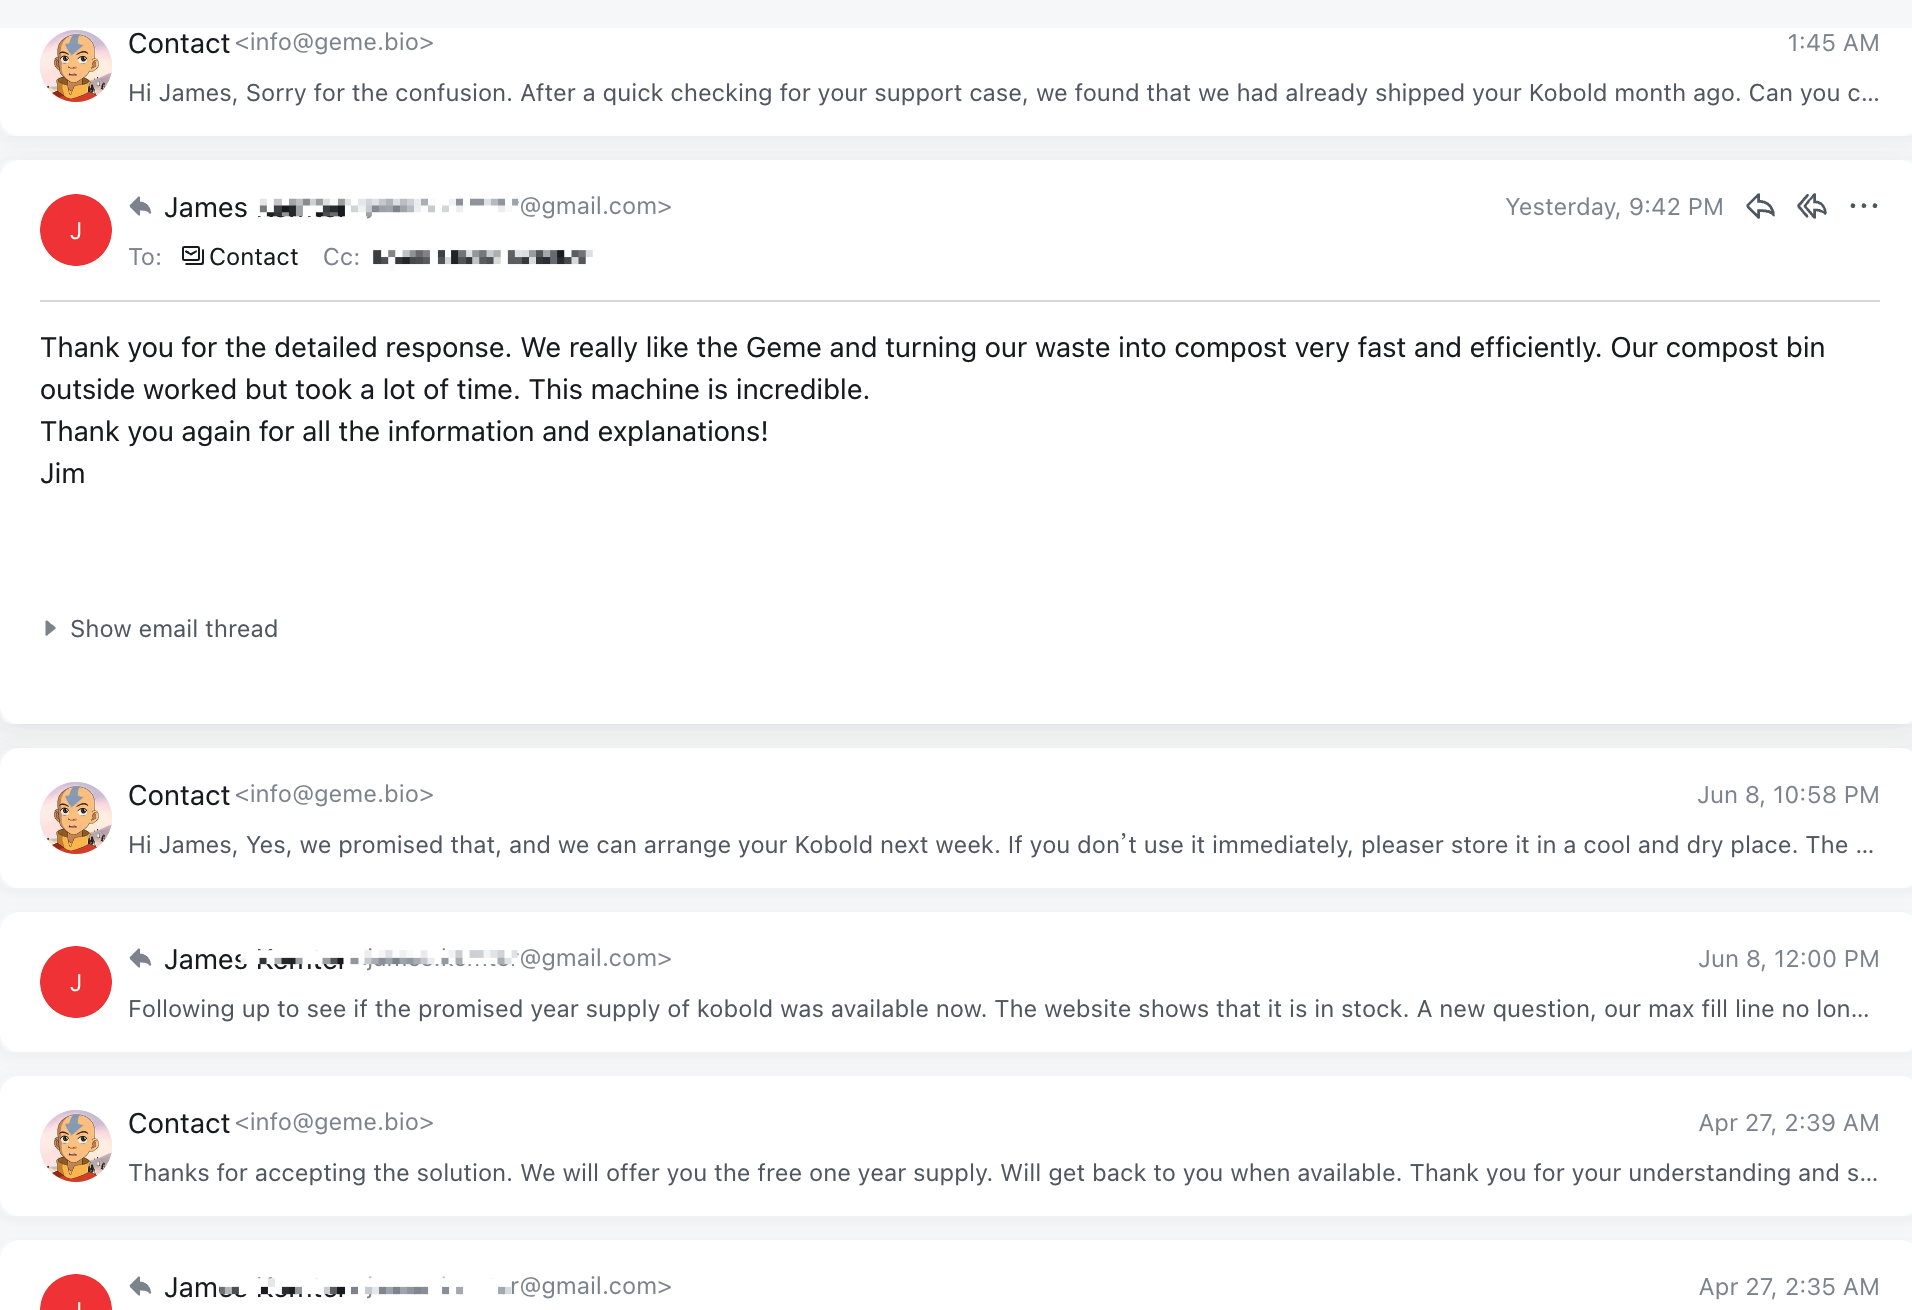 Contact <info@geme.bio> 1:45 AM
Hi James, Sorry for the confusion. After a quick checking for your support case, we found that we had already shipped your Kobold month ago. Can you c...
J
James @gmail.com> Yesterday, 9:42 PM
To: Contact Cc:
Thank you for the detailed response. We really like the Geme and turning our waste into compost very fast and efficiently. Our compost bin
outside worked but took a lot of time. This machine is incredible.
Thank you again for all the information and explanations!
Jim
Show email thread
Contact <info@geme.bio> Jun 8, 10:58 PM
Hi James, Yes, we promised that, and we can arrange your Kobold next week. If you don’t use it immediately, pleaser store it in a cool and dry place. The ...
J
James @gmail.com> Jun 8, 12:00 PM
Following up to see if the promised year supply of kobold was available now. The website shows that it is in stock. A new question, our max fill line no lon...
Contact <info@geme.bio> Apr 27, 2:39 AM
Thanks for accepting the solution. We will offer you the free one year supply. Will get back to you when available. Thank you for your understanding and s...
@gmail.com> Apr 27, 2:35 AM